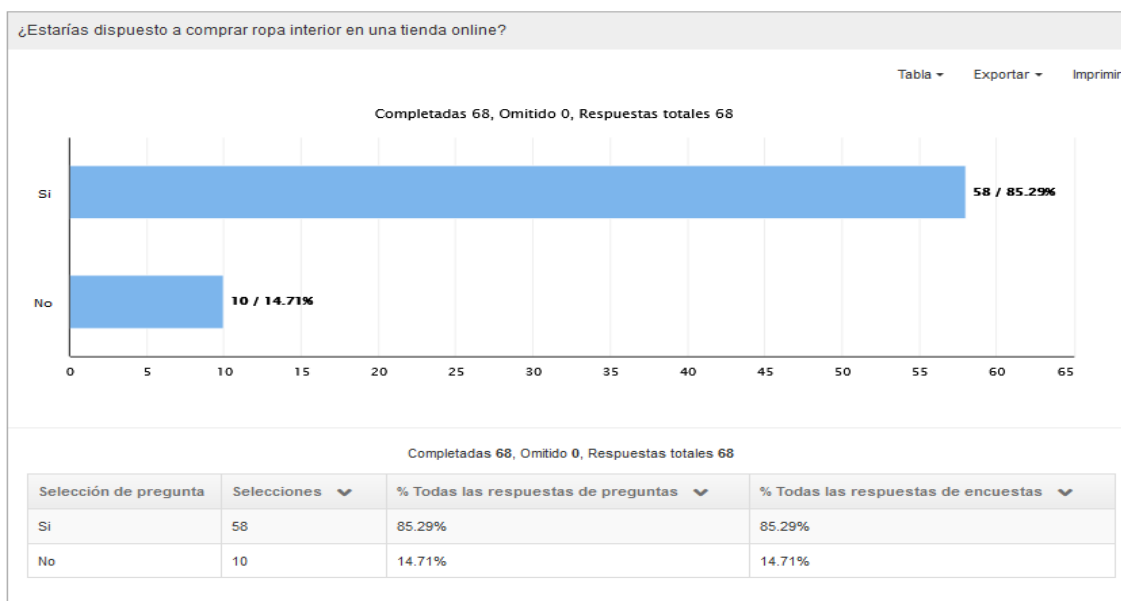 ¿Estarías dispuesto a comprar ropa interior en una tienda online?
Tabla Exportar Imprimir
Completadas 68, Omitido 0, Respuestas totales 68
Si 58 / 85.29%
No 10 / 14.71%
0 5 10 15 20 25 30 35 40 45 50 55 60 65
Completadas 68, Omitido 0, Respuestas totales 68
Selección de pregunta Selecciones % Todas las respuestas de preguntas % Todas las respuestas de encuestas
Si 58 85.29% 85.29%
No 10 14.71% 14.71%